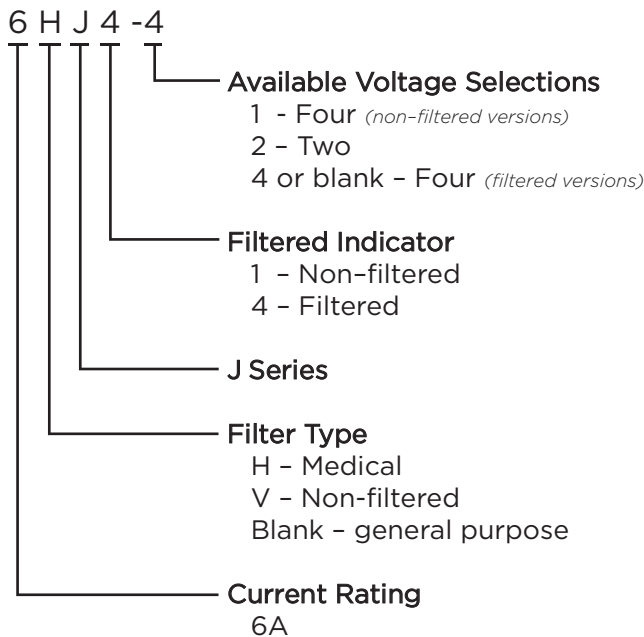 6 H J 4 -4
Available Voltage Selections
1 - Four (non–filtered versions)
2 – Two
4 or blank – Four (filtered versions)
Filtered Indicator
1 – Non–filtered
4 – Filtered
J Series
Filter Type
H – Medical
V – Non-filtered
Blank – general purpose
Current Rating
6A